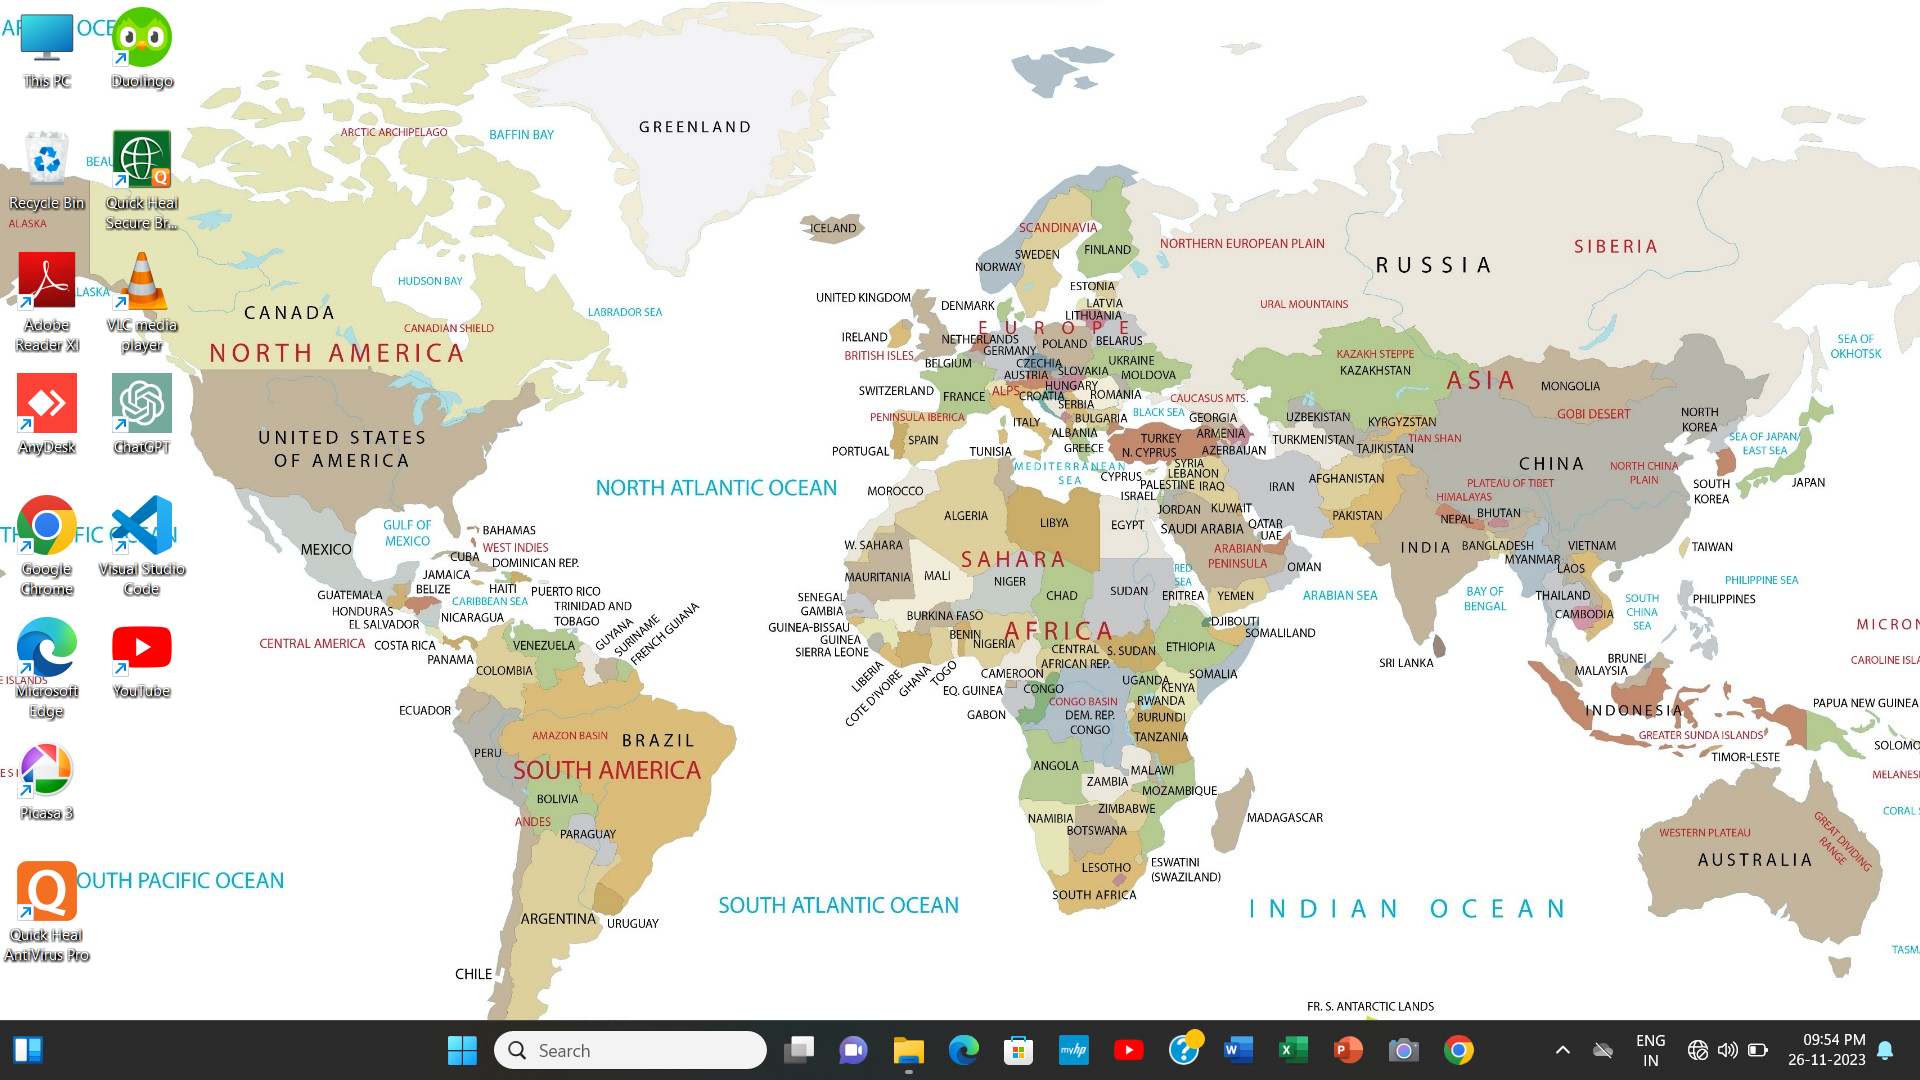 This PC
Duolingo
Recycle Bin
Quick Heal
Secure Br...
Adobe
Reader XI
VLC media
player
AnyDesk
ChatGPT
Google
Chrome
Visual Studio
Code
Microsoft
Edge
YouTube
Picasa 3
Quick Heal
AntiVirus Pro
GREENLAND
ARCTIC ARCHIPELAGO
BAFFIN BAY
ALASKA
HUDSON BAY
LABRADOR SEA
CANADA
CANADIAN SHIELD
NORTH AMERICA
UNITED STATES
OF AMERICA
NORTH ATLANTIC OCEAN
GULF OF
MEXICO
MEXICO
BAHAMAS
WEST INDIES
CUBA
DOMINICAN REP.
JAMAICA
BELIZE
HAITI
PUERTO RICO
GUATEMALA
CARIBBEAN SEA
HONDURAS
TRINIDAD AND
TOBAGO
EL SALVADOR
NICARAGUA
CENTRAL AMERICA
COSTA RICA
PANAMA
VENEZUELA
GUYANA
SURINAME
FRENCH GUIANA
COLOMBIA
ECUADOR
AMAZON BASIN
BRAZIL
PERU
SOUTH AMERICA
BOLIVIA
ANDES
PARAGUAY
OUTH PACIFIC OCEAN
ARGENTINA
URUGUAY
CHILE
SOUTH ATLANTIC OCEAN
ICELAND
SCANDINAVIA
SWEDEN
FINLAND
NORWAY
NORTHERN EUROPEAN PLAIN
RUSSIA
SIBERIA
ESTONIA
UNITED KINGDOM
DENMARK
LATVIA
LITHUANIA
URAL MOUNTAINS
EUROPE
IRELAND
NETHERLANDS
GERMANY
POLAND
BELARUS
BRITISH ISLES
BELGIUM
CZECHIA
UKRAINE
AUSTRIA
SLOVAKIA
MOLDOVA
SWITZERLAND
FRANCE
ALPS
HUNGARY
CROATIA
ROMANIA
SERBIA
PENINSULA IBERICA
ITALY
BULGARIA
BLACK SEA
CAUCASUS MTS.
GEORGIA
ALBANIA
ARMENIA
PORTUGAL
SPAIN
TUNISIA
GREECE
TURKEY
N. CYPRUS
AZERBAIJAN
MEDITERRANEAN
SEA
CYPRUS
SYRIA
LEBANON
PALESTINE
IRAQ
ISRAEL
JORDAN
KUWAIT
IRAN
KAZAKH STEPPE
KAZAKHSTAN
ASIA
MONGOLIA
GOBI DESERT
UZBEKISTAN
KYRGYZSTAN
TURKMENISTAN
TIAN SHAN
TAJIKISTAN
NORTH
KOREA
SEA OF
OKHOTSK
SEA OF JAPAN/
EAST SEA
CHINA
NORTH CHINA
PLAIN
SOUTH
KOREA
JAPAN
AFGHANISTAN
PLATEAU OF TIBET
HIMALAYAS
PAKISTAN
NEPAL
BHUTAN
INDIA
BANGLADESH
MYANMAR
VIETNAM
LAOS
TAIWAN
THAILAND
CAMBODIA
PHILIPPINE SEA
PHILIPPINES
SOUTH
CHINA
SEA
BAY OF
BENGAL
ARABIAN SEA
SRI LANKA
BRUNEI
MALAYSIA
INDONESIA
GREATER SUNDA ISLANDS
TIMOR-LESTE
PAPUA NEW GUINEA
MICRON
CAROLINE ISLA
SOLOMO
MELANES
CORAL S
MOROCCO
ALGERIA
LIBYA
EGYPT
SAUDI ARABIA
QATAR
UAE
ARABIAN
PENINSULA
OMAN
RED
SEA
YEMEN
W. SAHARA
SAHARA
MAURITANIA
MALI
NIGER
CHAD
SUDAN
ERITREA
SENEGAL
GAMBIA
GUINEA-BISSAU
GUINEA
SIERRA LEONE
LIBERIA
COTE D'IVOIRE
GHANA
TOGO
BURKINA FASO
BENIN
NIGERIA
AFRICA
DJIBOUTI
SOMALILAND
CENTRAL
AFRICAN REP.
S. SUDAN
ETHIOPIA
CAMEROON
SOMALIA
EQ. GUINEA
CONGO
UGANDA
KENYA
GABON
CONGO BASIN
DEM. REP.
CONGO
RWANDA
BURUNDI
TANZANIA
ANGOLA
ZAMBIA
MALAWI
MOZAMBIQUE
NAMIBIA
ZIMBABWE
BOTSWANA
MADAGASCAR
LESOTHO
ESWATINI
(SWAZILAND)
SOUTH AFRICA
INDIAN OCEAN
WESTERN PLATEAU
GREAT DIVIDING
RANGE
AUSTRALIA
TASM
FR. S. ANTARCTIC LANDS
Search
ENG
IN
09:54 PM
26-11-2023